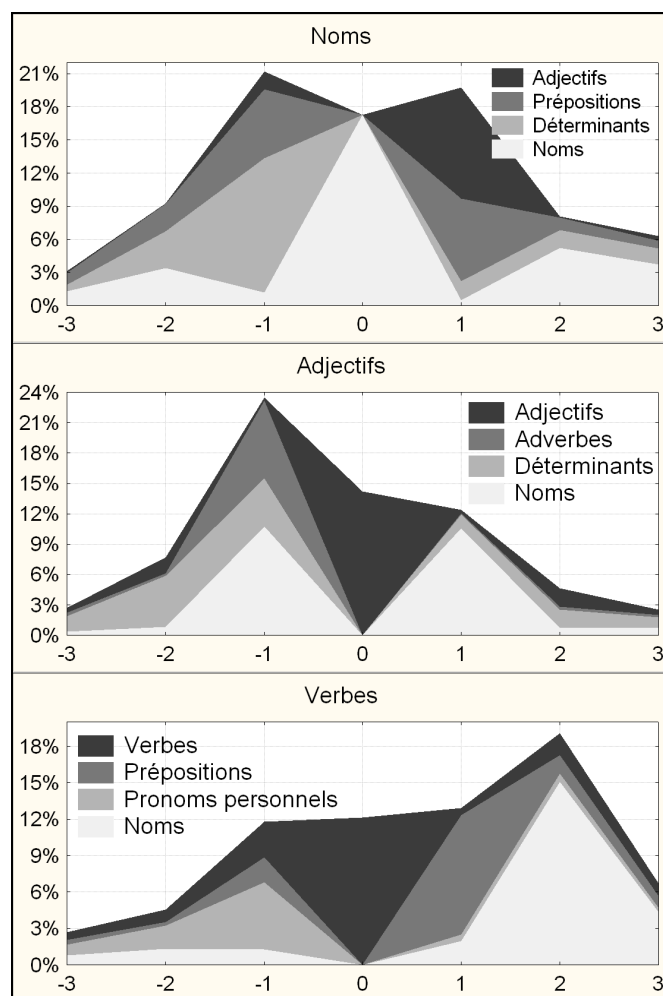 Noms
21%
18%
15%
12%
9%
6%
3%
0%
Adjectifs
Prépositions
Déterminants
Noms
-3 -2 -1 0 1 2 3
Adjectifs
24%
21%
18%
15%
12%
9%
6%
3%
0%
Adjectifs
Adverbes
Déterminants
Noms
-3 -2 -1 0 1 2 3
Verbes
18%
15%
12%
9%
6%
3%
0%
Verbes
Prépositions
Pronoms personnels
Noms
-3 -2 -1 0 1 2 3